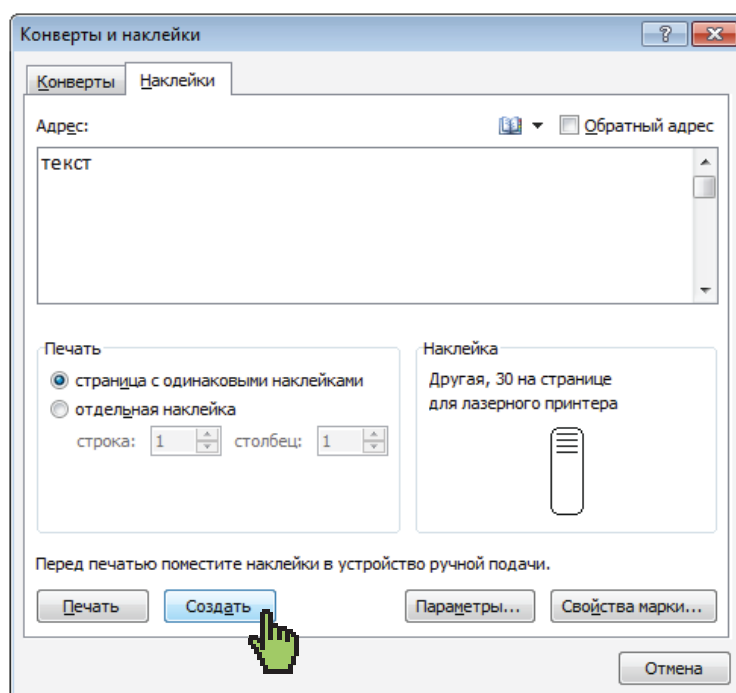 Конверты и наклейки
Конверты Наклейки
Адрес: Обратный адрес
текст
Печать
страница с одинаковыми наклейками
отдельная наклейка
строка: 1 столбец: 1
Наклейка
Другая, 30 на странице
для лазерного принтера
Перед печатью поместите наклейки в устройство ручной подачи.
Печать Создать Параметры... Свойства марки...
Отмена